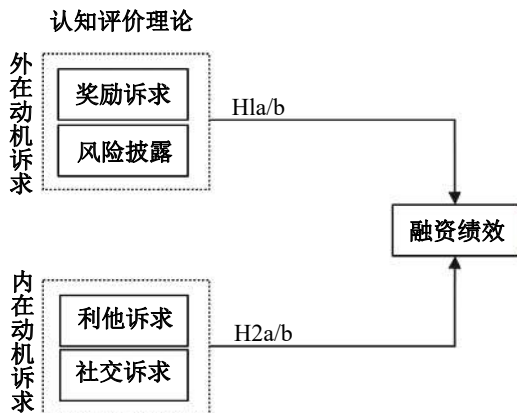 认知评价理论
外在动机诉求
奖励诉求
风险披露
Hla/b
融资绩效
内在动机诉求
利他诉求
社交诉求
H2a/b